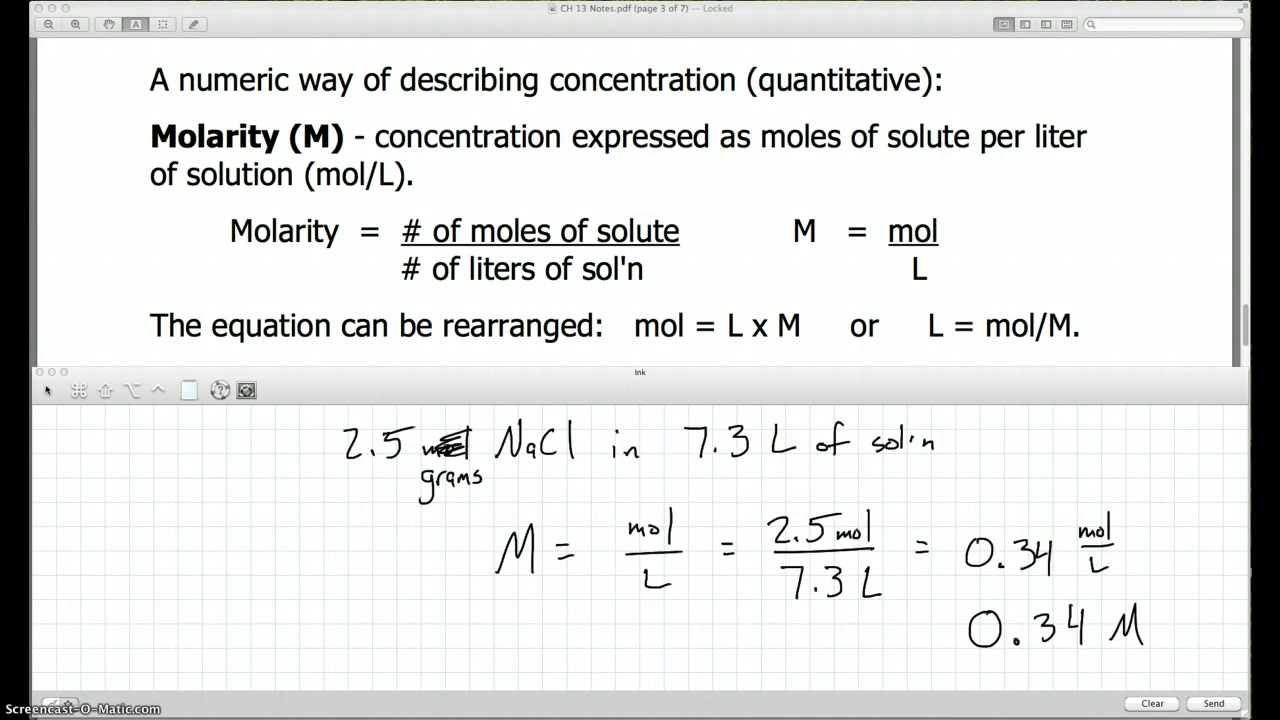 CH 13 Notes.pdf (page 3 of 7) — Locked
A numeric way of describing concentration (quantitative):
Molarity (M) - concentration expressed as moles of solute per liter
of solution (mol/L).
Molarity = # of moles of solute M = mol
# of liters of sol'n L
The equation can be rearranged: mol = L x M or L = mol/M.
Ink
2.5 NaCl in 7.3 L of sol'n
grams
M = mol/L = 2.5 mol/7.3 L = 0.34 mol/L
0.34 M
Screencast-O-Matic.com
Clear Send